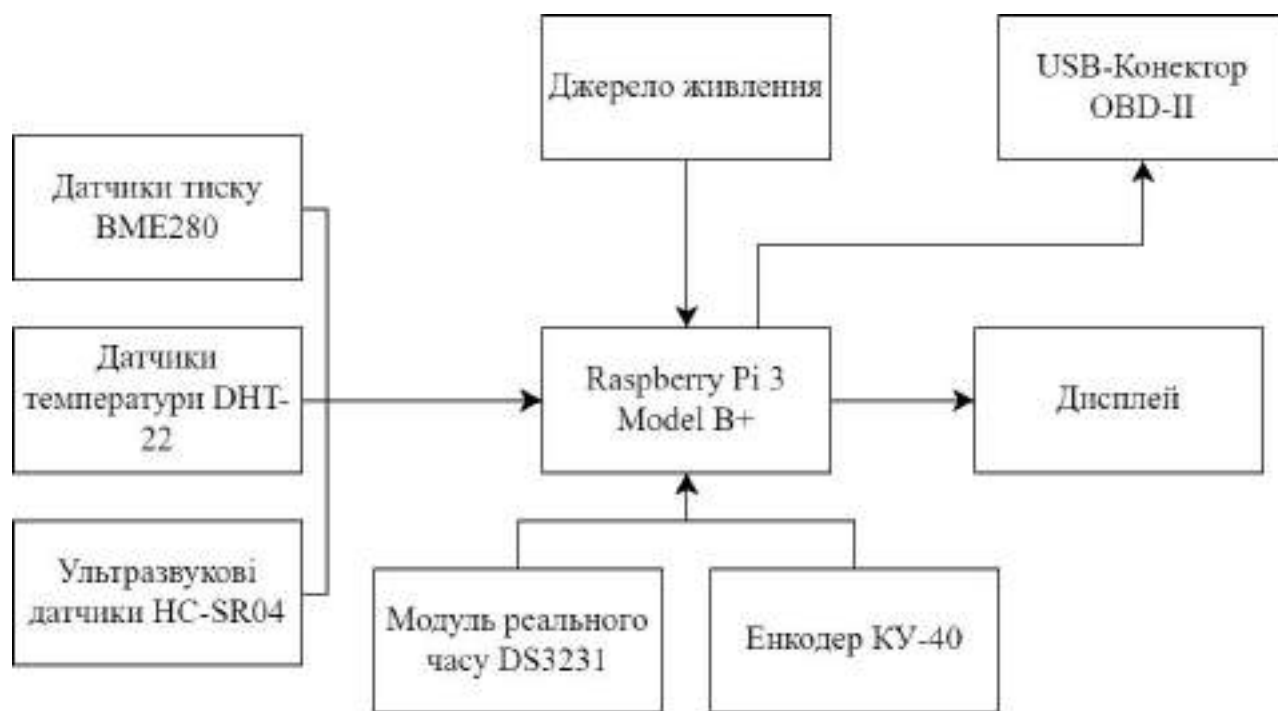 Джерело живлення
USB-Конектор
OBD-II
Датчики тиску
BME280
Датчики
температури DHT-
22
Raspberry Pi 3
Model B+
Дисплей
Ультразвукові
датчики HC-SR04
Модуль реального
часу DS3231
Енкодер КУ-40